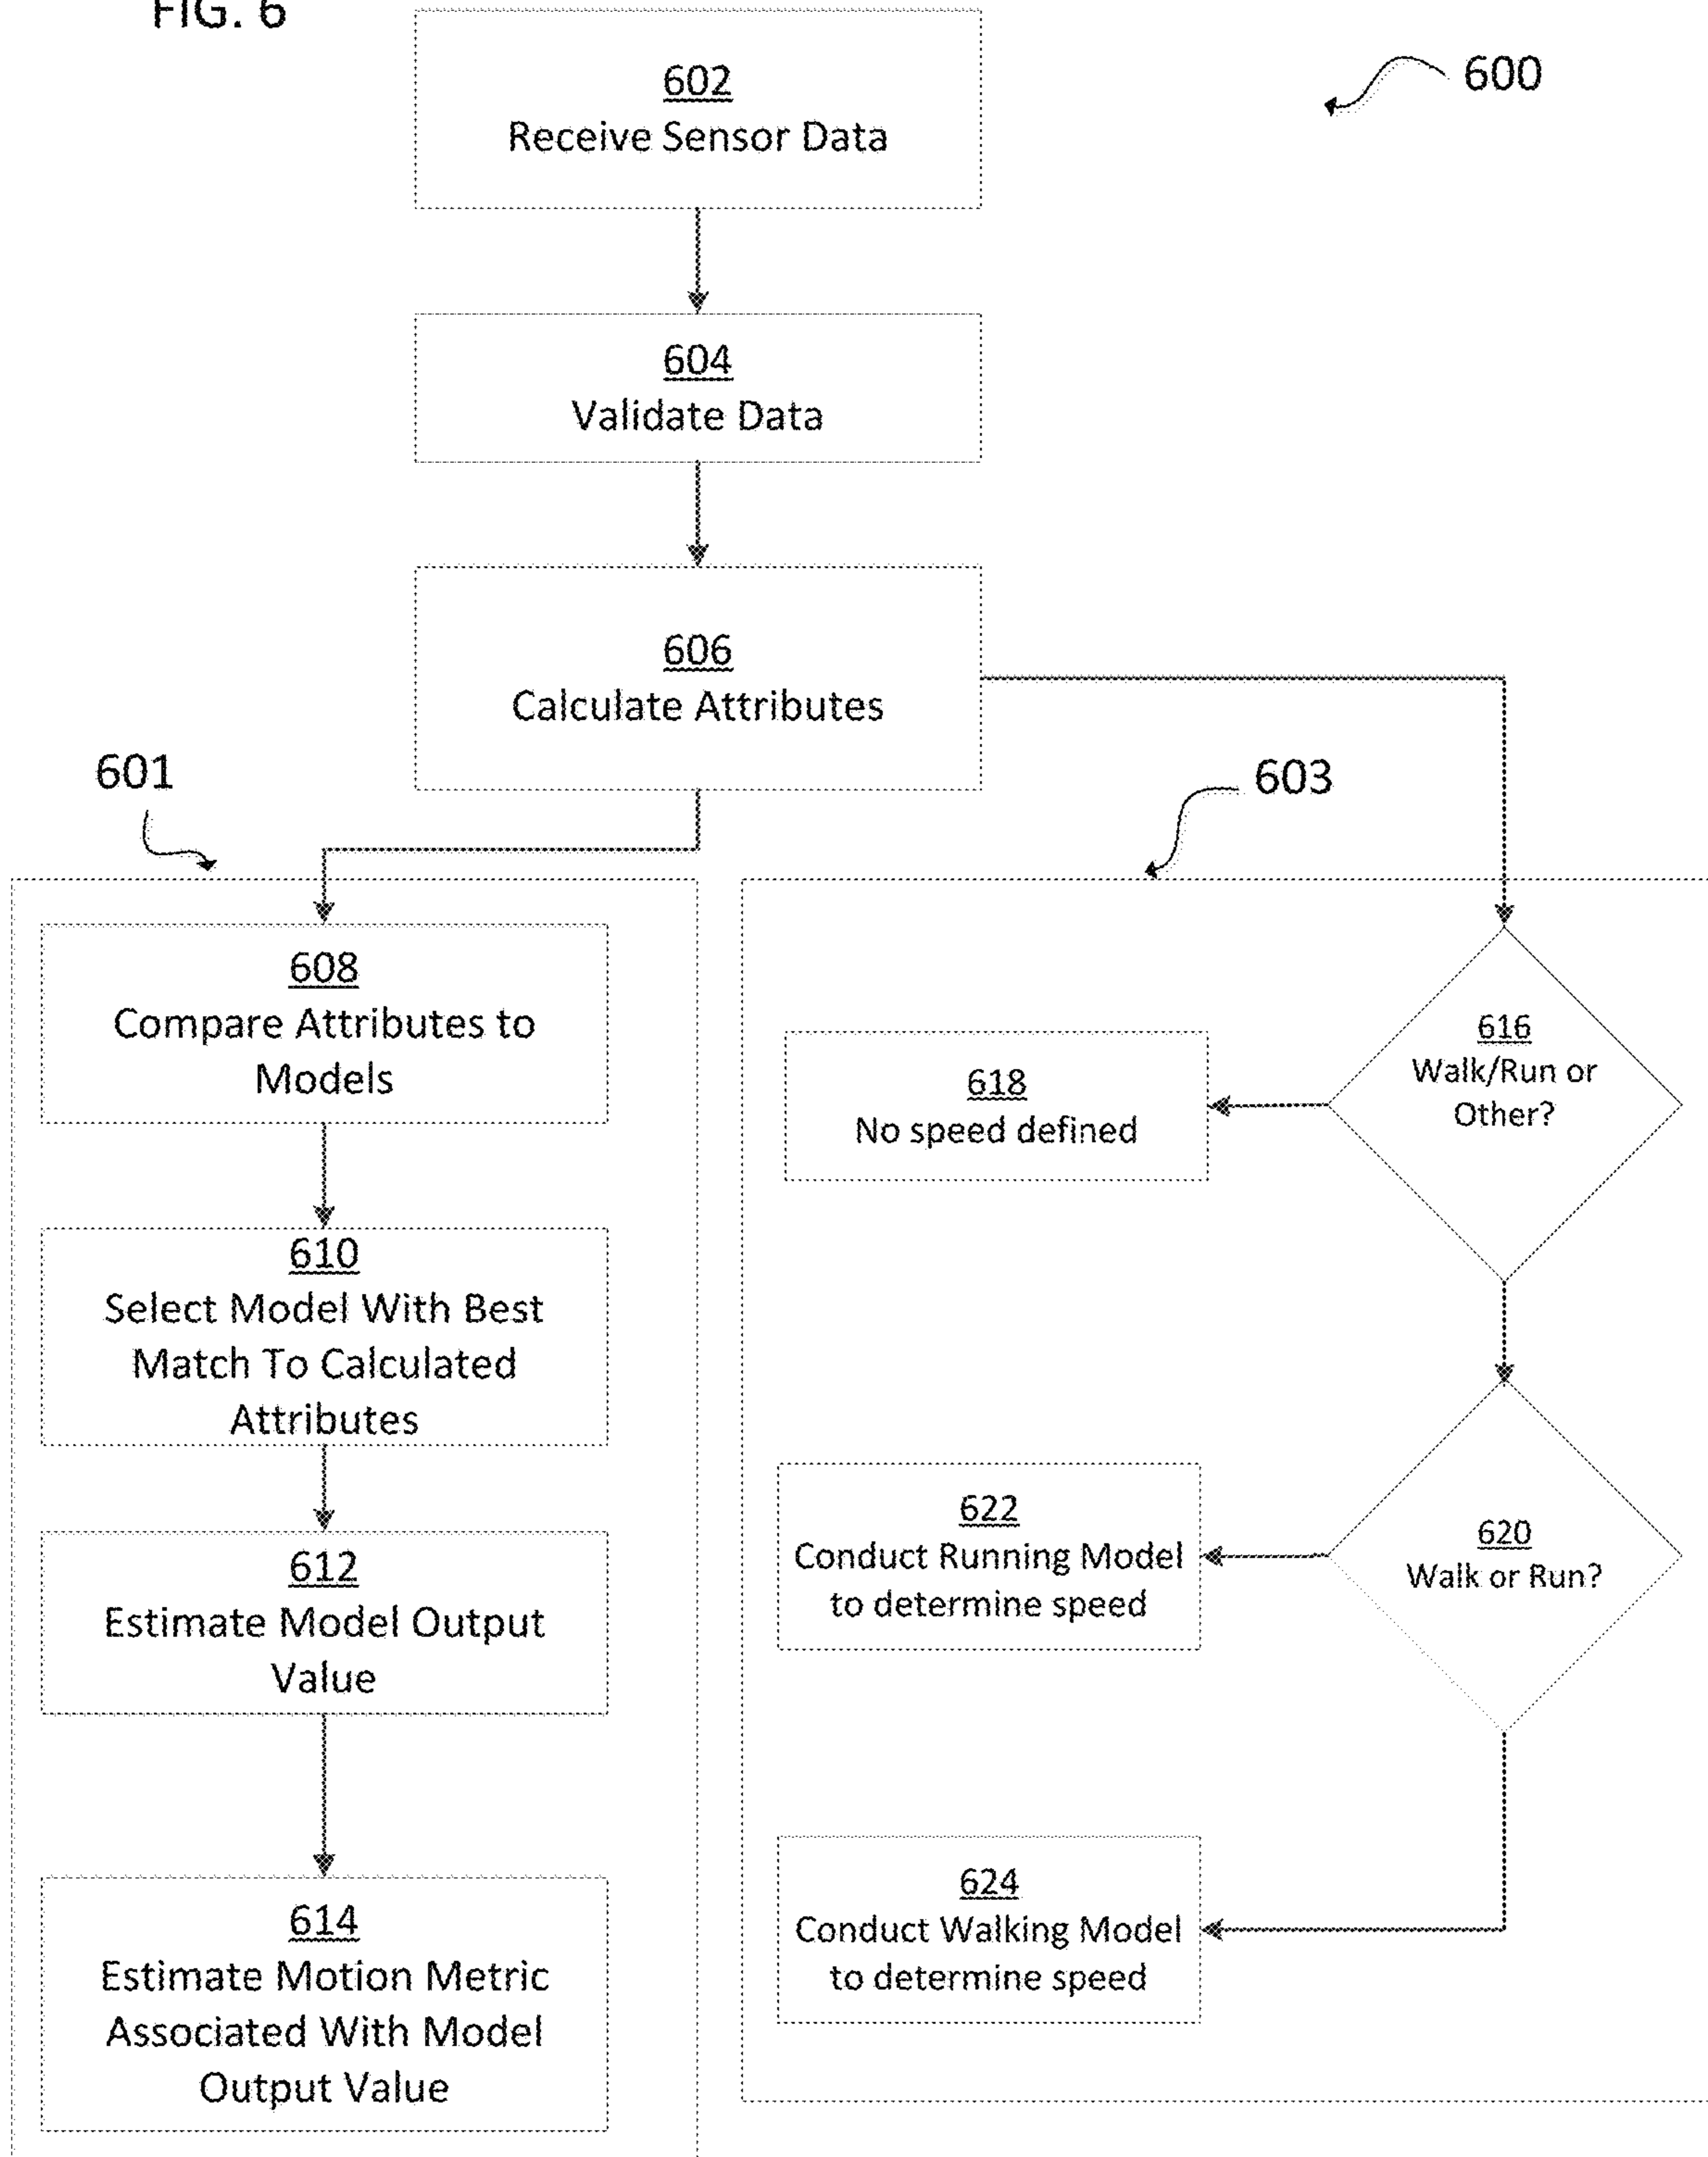 FIG. 6
600
602
Receive Sensor Data
604
Validate Data
606
Calculate Attributes
601
603
608
Compare Attributes to
Models
610
Select Model With Best
Match To Calculated
Attributes
612
Estimate Model Output
Value
614
Estimate Motion Metric
Associated With Model
Output Value
616
Walk/Run or
Other?
618
No speed defined
620
Walk or Run?
622
Conduct Running Model
to determine speed
624
Conduct Walking Model
to determine speed